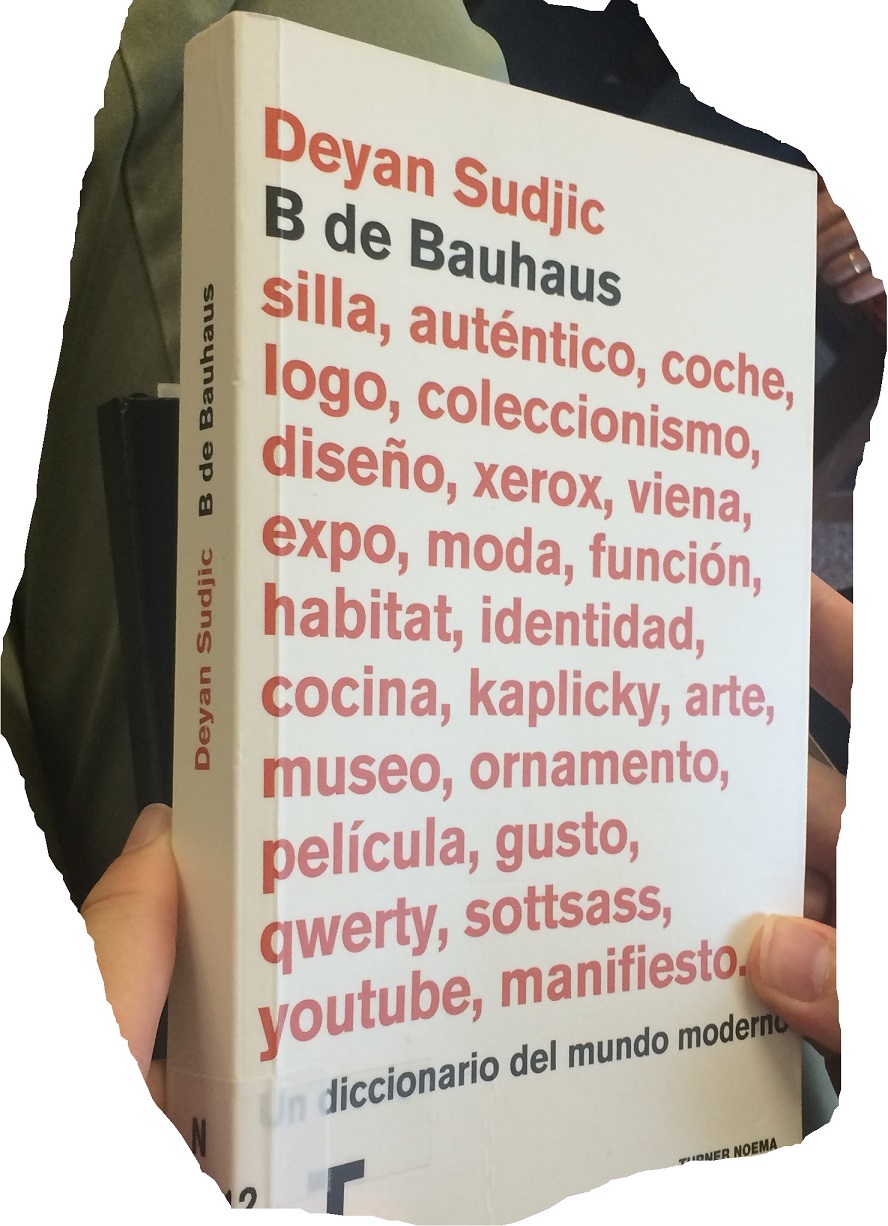 Deyan Sudjic
B de Bauhaus
silla, auténtico, coche,
logo, coleccionismo,
diseño, xerox, viena,
expo, moda, función,
habitat, identidad,
cocina, kaplicky, arte,
museo, ornamento,
película, gusto,
qwerty, sottsass,
youtube, manifiesto.
Un diccionario del mundo moderno
TURNER NOEMA
Deyan Sudjic B de Bauhaus
N
12